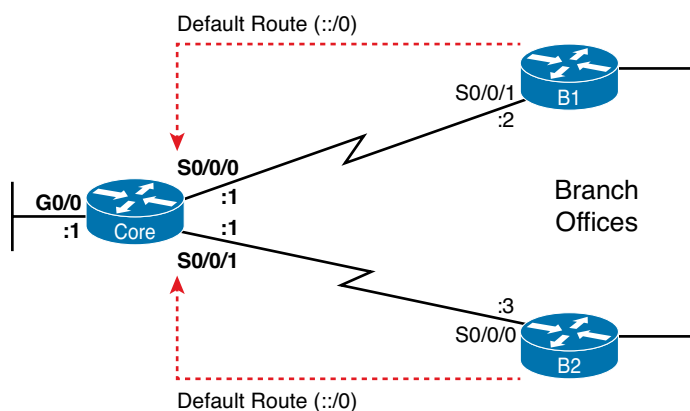 Default Route (::/0)
S0/0/1
B1
:2
S0/0/0
G0/0
:1
:1
Core
:1
S0/0/1
Branch
Offices
:3
S0/0/0
B2
Default Route (::/0)